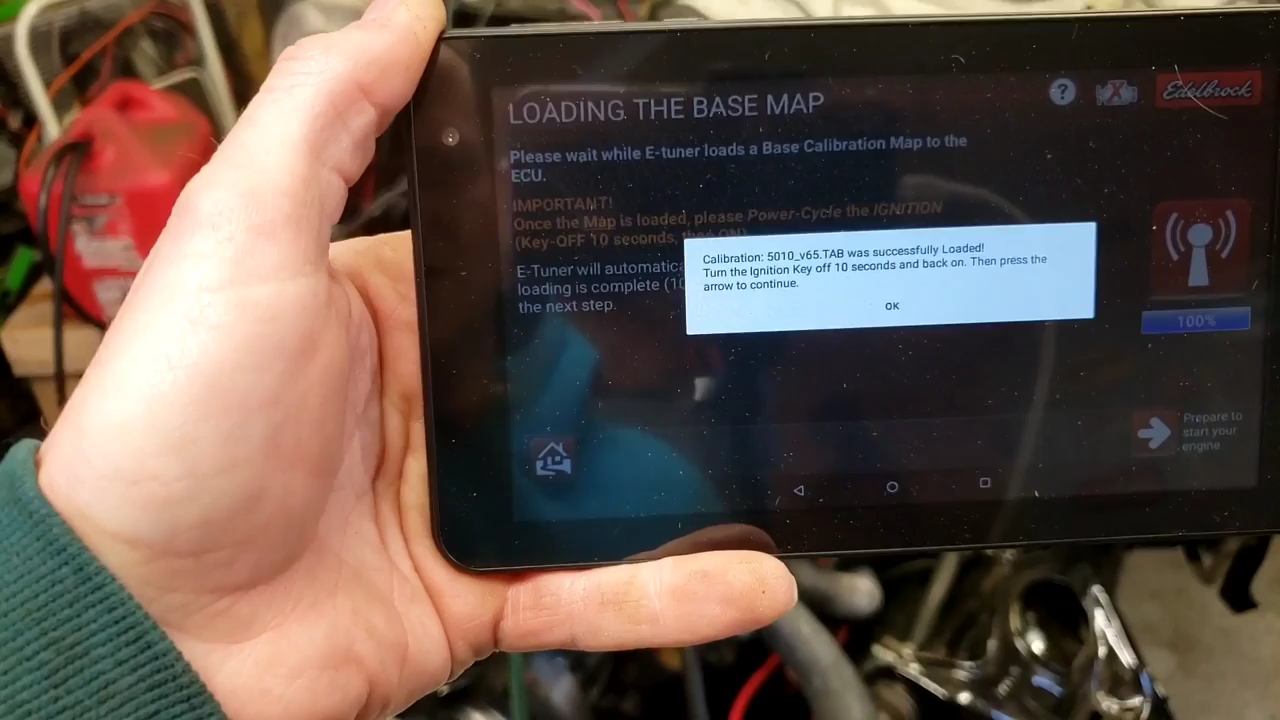 LOADING THE BASE MAP
?
X
Edelbrock
Please wait while E-tuner loads a Base Calibration Map to the
ECU.
IMPORTANT!
Once the Map is loaded, please Power-Cycle the IGNITION
(Key-OFF 10 seconds, then ON)
E-Tuner will automatic
loading is complete (10
the next step.
Calibration: 5010_v65.TAB was successfully Loaded!
Turn the Ignition Key off 10 seconds and back on. Then press the
arrow to continue.
OK
100%
Prepare to
start your
engine